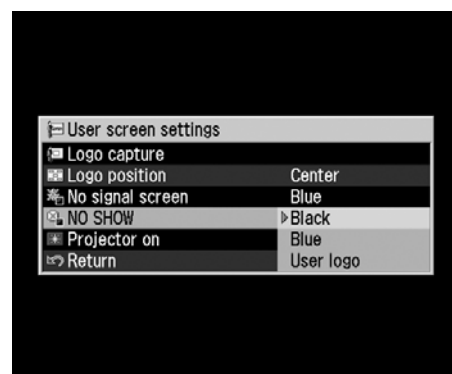 User screen settings
Logo capture
Logo position Center
No signal screen Blue
NO SHOW Black
Projector on Blue
Return User logo